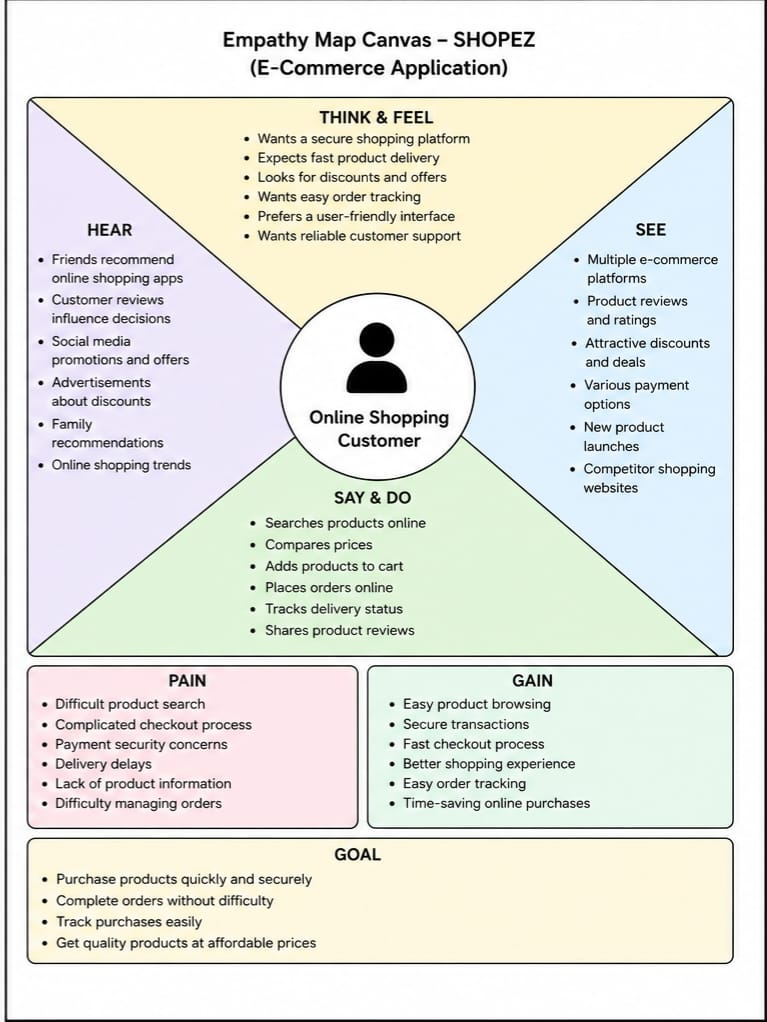 Empathy Map Canvas – SHOPEZ
(E-Commerce Application)
THINK & FEEL
• Wants a secure shopping platform
• Expects fast product delivery
• Looks for discounts and offers
• Wants easy order tracking
• Prefers a user-friendly interface
• Wants reliable customer support
HEAR
• Friends recommend
online shopping apps
• Customer reviews
influence decisions
• Social media
promotions and offers
• Advertisements
about discounts
• Family
recommendations
• Online shopping trends
SEE
• Multiple e-commerce
platforms
• Product reviews
and ratings
• Attractive discounts
and deals
• Various payment
options
• New product
launches
• Competitor shopping
websites
Online Shopping
Customer
SAY & DO
• Searches products online
• Compares prices
• Adds products to cart
• Places orders online
• Tracks delivery status
• Shares product reviews
PAIN
• Difficult product search
• Complicated checkout process
• Payment security concerns
• Delivery delays
• Lack of product information
• Difficulty managing orders
GAIN
• Easy product browsing
• Secure transactions
• Fast checkout process
• Better shopping experience
• Easy order tracking
• Time-saving online purchases
GOAL
• Purchase products quickly and securely
• Complete orders without difficulty
• Track purchases easily
• Get quality products at affordable prices